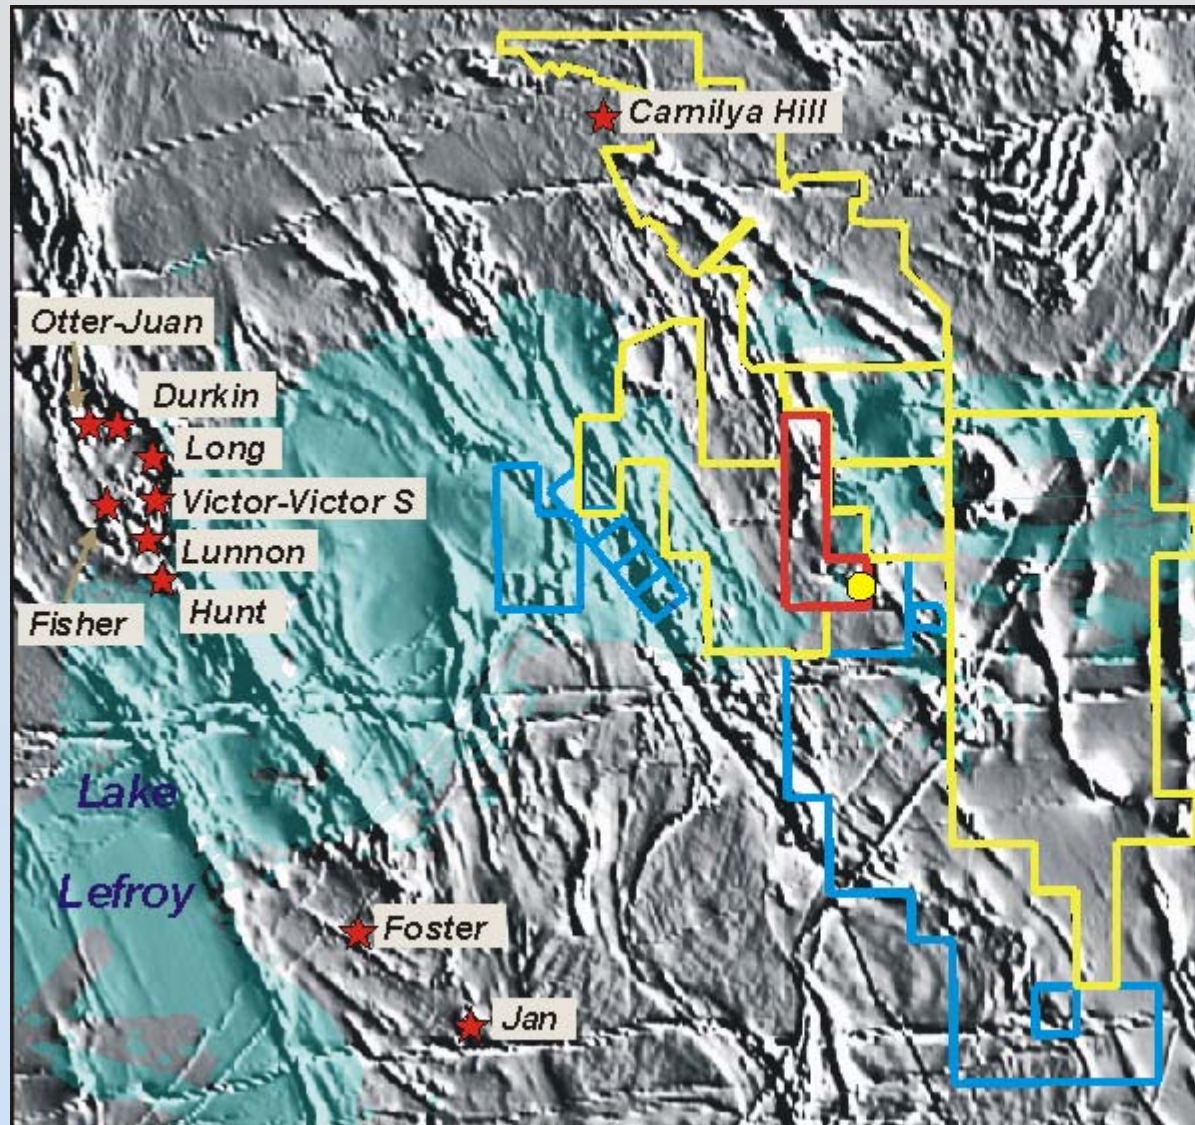 Camilya Hill
Otter-Juan
Durkin
Long
Victor-Victor S
Lunnon
Fisher
Hunt
Lake
Lefroy
Foster
Jan